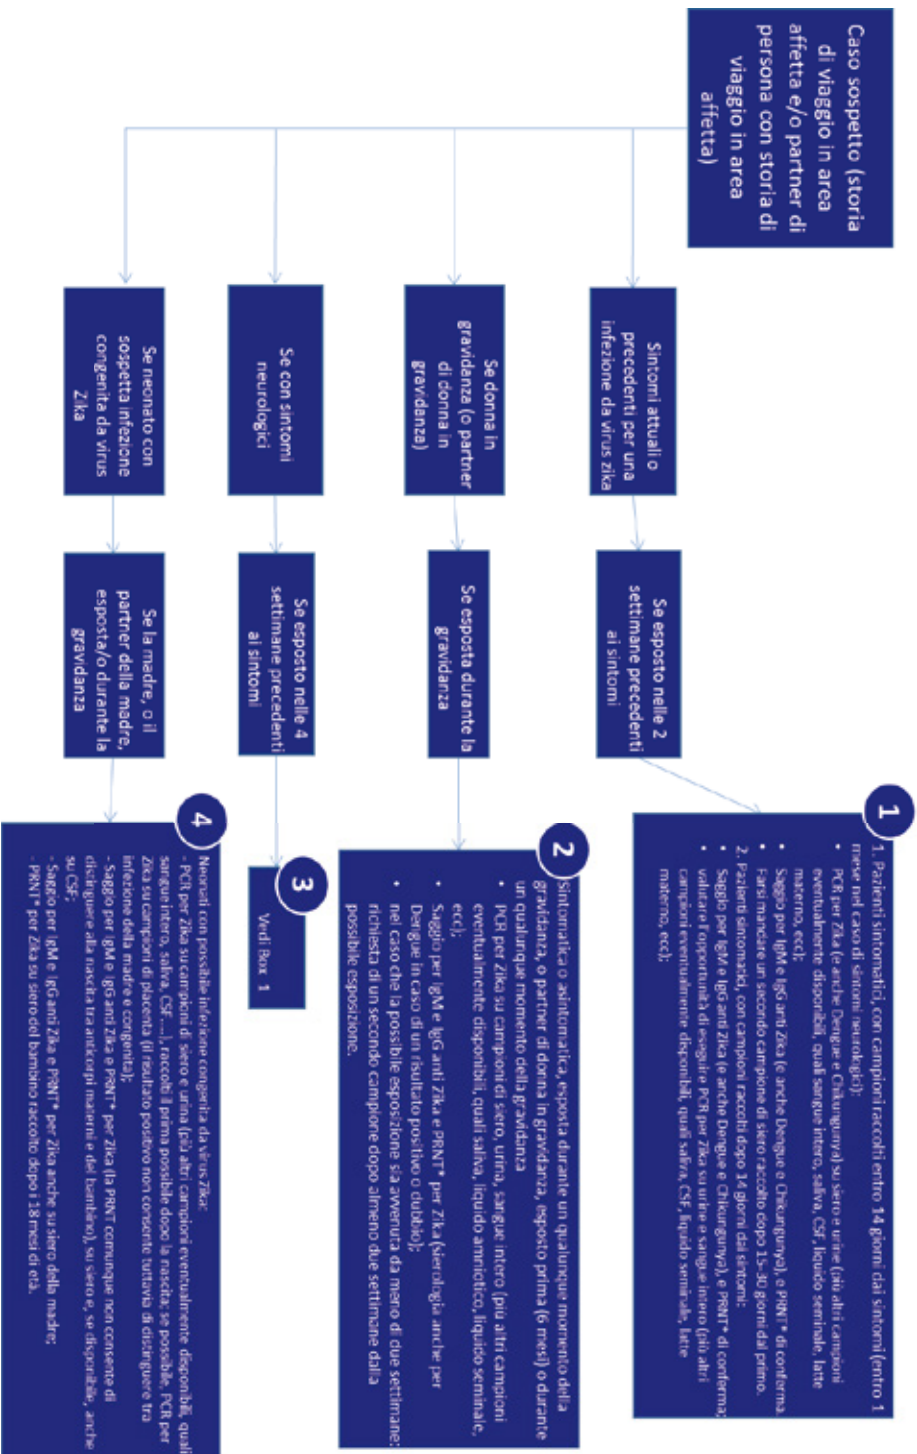 Caso sospetto (storia
di viaggio in area
affetta e/o partner di
persona con storia di
viaggio in area
affetta)
Sintomi attuali o
precedenti per una
infezione da virus zika
Se esposto nelle 2
settimane precedenti
ai sintomi
1
1. Pazienti sintomatici, con campioni raccolti entro 14 giorni dai sintomi (entro 1
mese nel caso di sintomi neurologici):
• PCR per Zika (e anche Dengue e Chikungunya) su siero e urine (più altri campioni
eventualmente disponibili, quali sangue intero, saliva, CSF, liquido seminale, latte
materno, ecc);
• Saggio per IgM e IgG anti Zika (e anche Dengue e Chikungunya), e PRNT* di conferma.
• Farsi mancare un secondo campione di siero raccolto dopo 15-30 giorni dal primo.
2. Pazienti sintomatici, con campioni raccolti dopo 14 giorni dai sintomi:
• Saggio per IgM e IgG anti Zika (e anche Dengue e Chikungunya), e PRNT* di conferma;
• valutare l'opportunità di eseguire PCR per Zika su urine e sangue intero (più altri
campioni eventualmente disponibili, quali saliva, CSF, liquido seminale, latte
materno, ecc);
Se donna in
gravidanza (o partner
di donna in
gravidanza)
Se esposta durante la
gravidanza
2
Sintomatica o asintomatica, esposta durante un qualunque momento della
gravidanza, o partner di donna in gravidanza, esposto prima (6 mesi) o durante
un qualunque momento della gravidanza
• PCR per Zika su campioni di siero, urina, sangue intero (più altri campioni
eventualmente disponibili, quali saliva, liquido amniotico, liquido seminale,
ecc);
• Saggio per IgM e IgG anti Zika e PRNT* per Zika (sierologia anche per
Dengue in caso di un risultato positivo o dubbio);
• nel caso che la possibile esposizione sia avvenuta da meno di due settimane:
richiesta di un secondo campione dopo almeno due settimane dalla
possibile esposizione.
Se con sintomi
neurologici
Se esposto nelle 4
settimane precedenti
ai sintomi
3
Vedi Box 1
Se neonato con
sospetta infezione
congenita da virus
Zika
Se la madre, o il
partner della madre,
esposta/o durante la
gravidanza
4
Neonati con possibile infezione congenita da virus Zika:
- PCR per Zika su campioni di siero e urina (più altri campioni eventualmente disponibili, quali
sangue intero, saliva, CSF ....), raccolti il prima possibile dopo la nascita; se possibile, PCR per
Zika su campioni di placenta (il risultato postivo non consente tuttavia di distinguere tra
infezione della madre e congenita);
- Saggio per IgM e IgG anti Zika e PRNT* per Zika (la PRNT comunque non consente di
distinguere alla nascita tra anticorpi materni e del bambino), su siero e, se disponibile, anche
su CSF;
- Saggio per IgM e IgG anti Zika e PRNT* per Zika anche su siero della madre;
- PRNT* per Zika su siero del bambino raccolto dopo i 18 mesi di età.